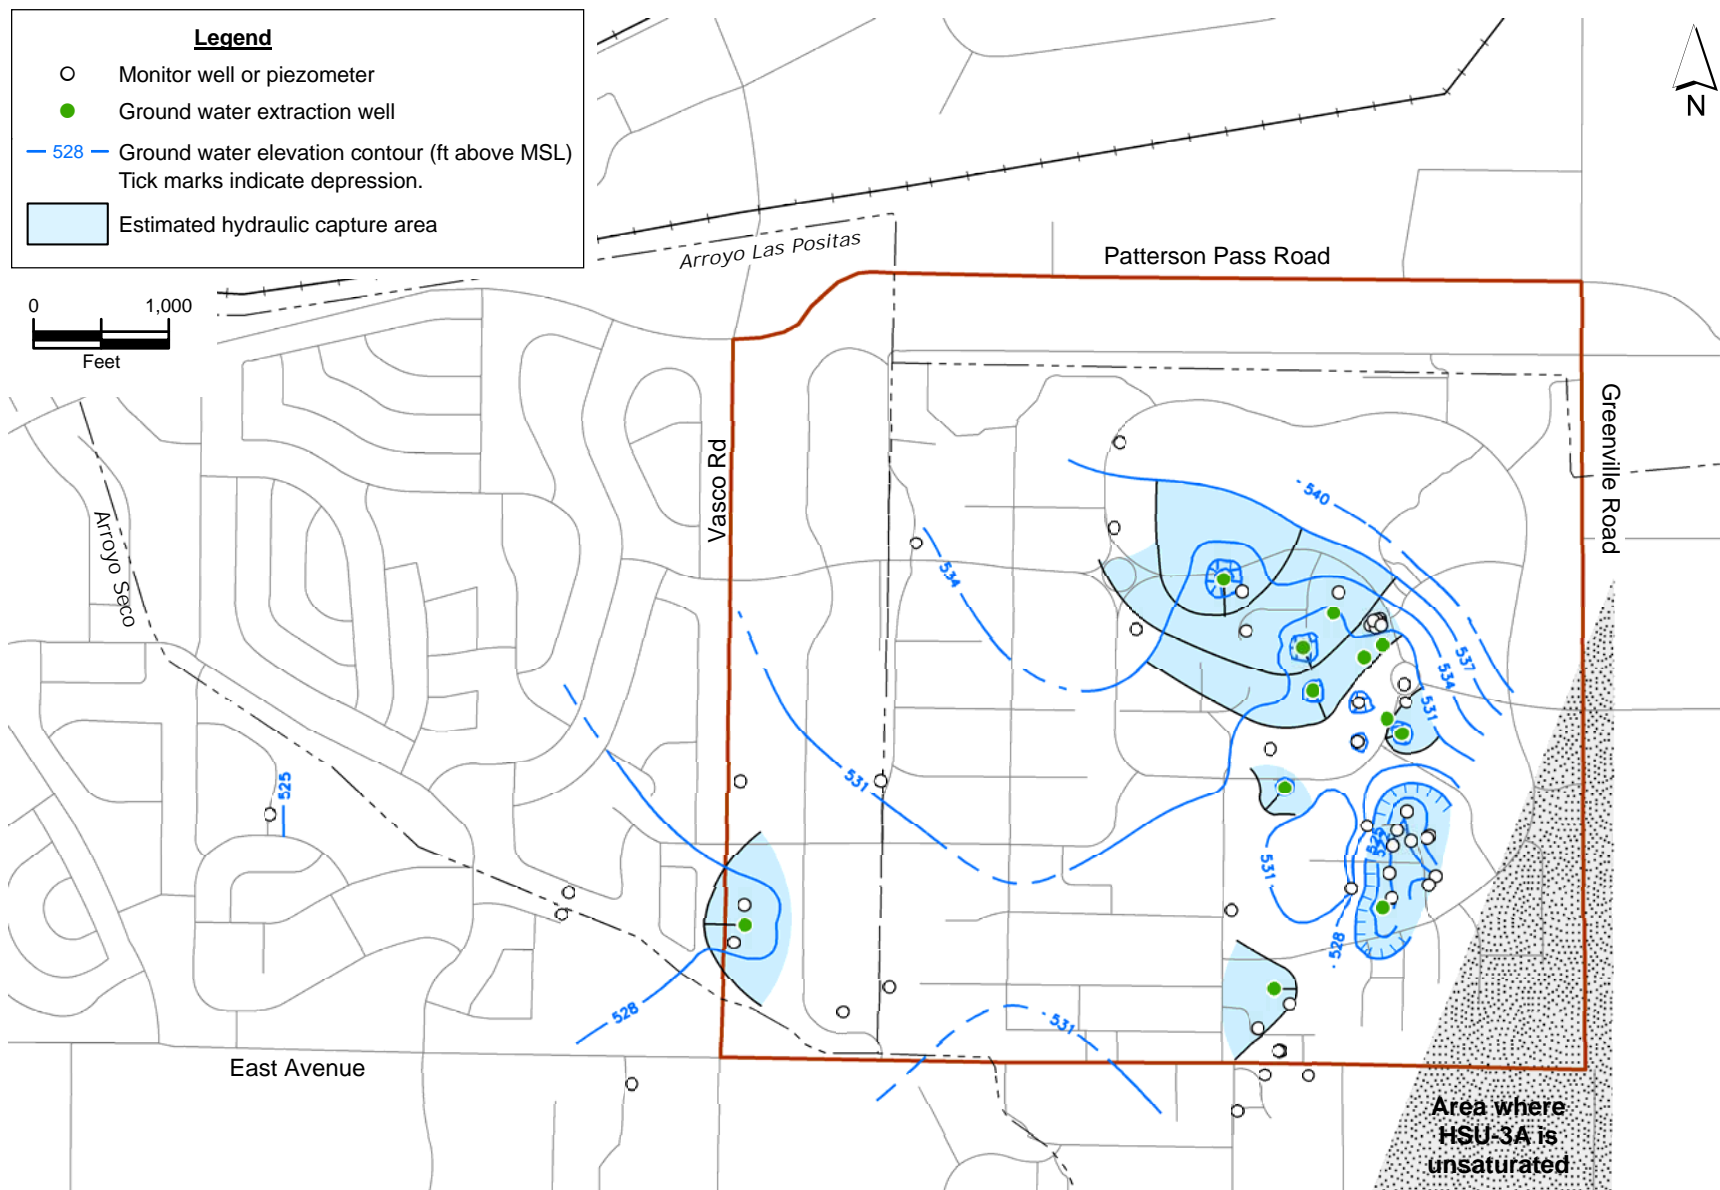 Legend
Monitor well or piezometer
Ground water extraction well
528 Ground water elevation contour (ft above MSL)
Tick marks indicate depression.
Estimated hydraulic capture area
N
0 1,000
Feet
Arroyo Las Positas
Patterson Pass Road
Greenville Road
Vasco Rd
Arroyo Seco
540
534
537
534
531
531
525
525
531
528
528
531
East Avenue
Area where
HSU-3A is
unsaturated